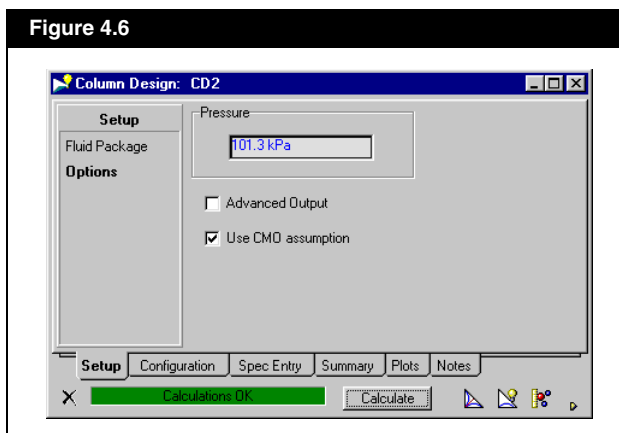 Figure 4.6
Column Design: CD2
Setup
Fluid Package
Options
Pressure
101.3 kPa
Advanced Output
Use CMO assumption
Setup Configuration Spec Entry Summary Plots Notes
Calculations OK Calculate